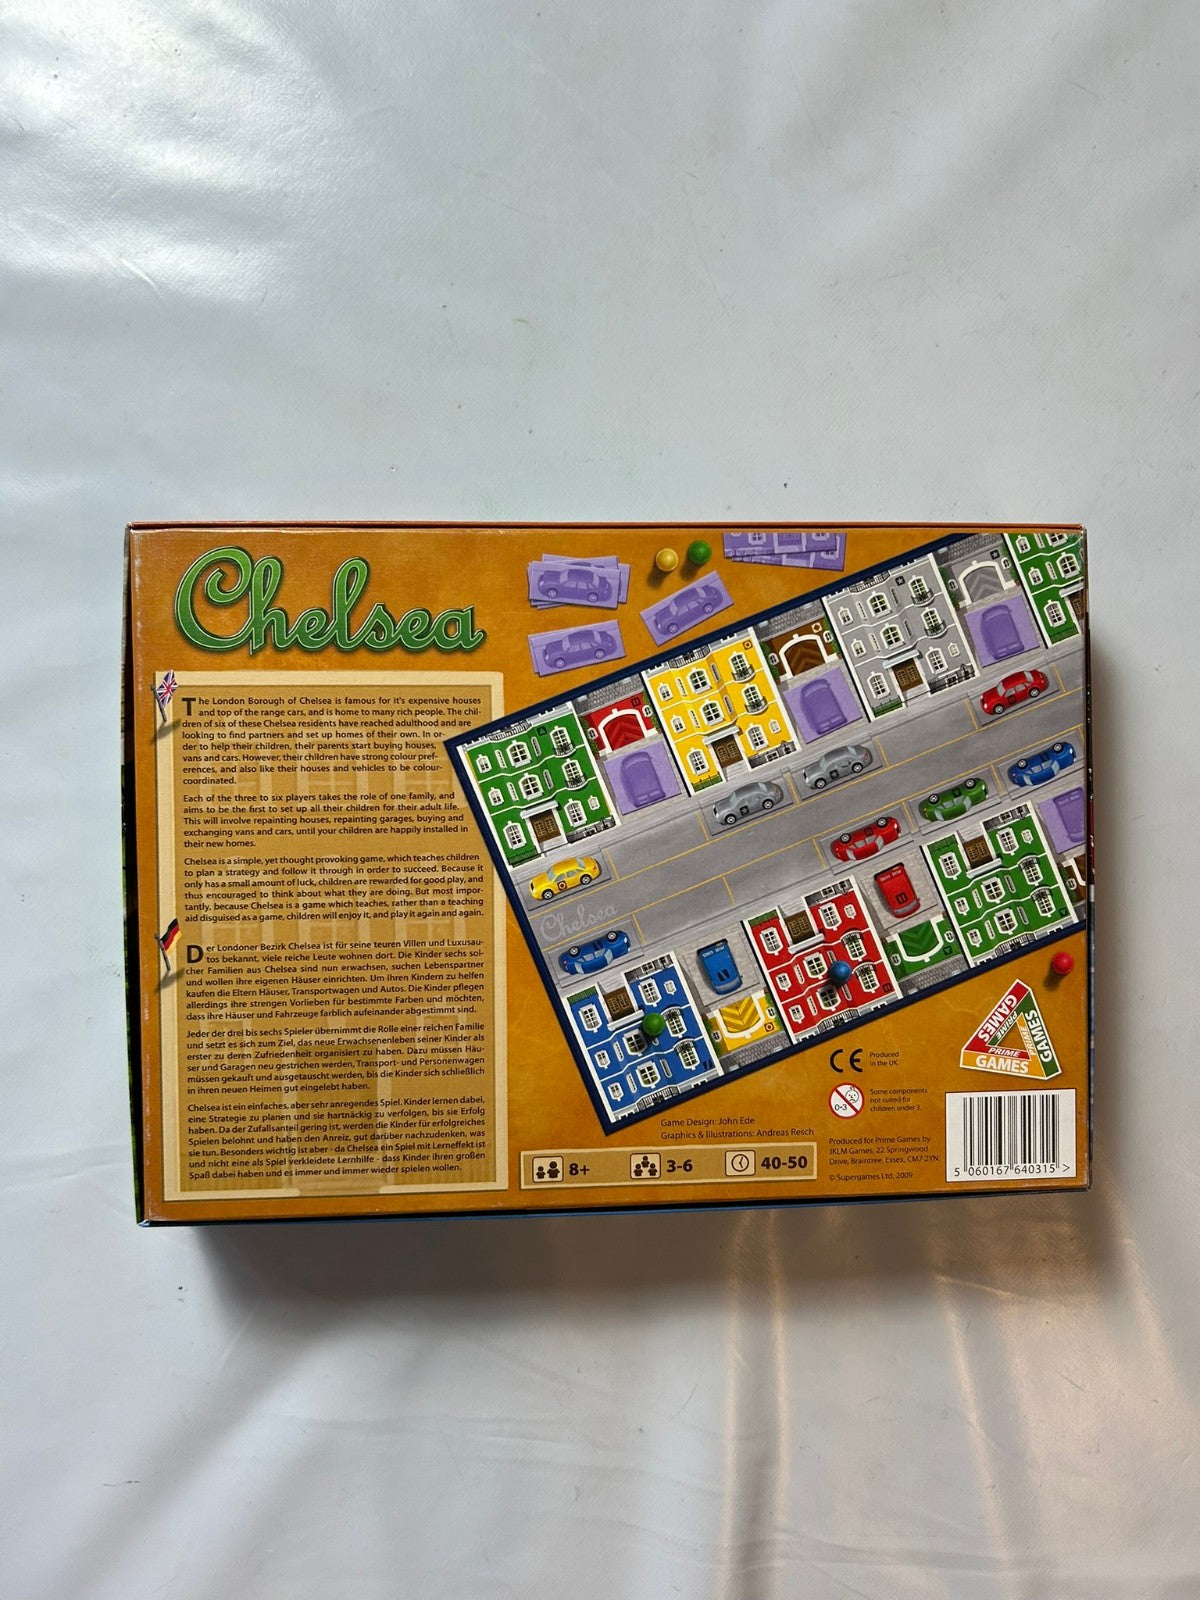 Chelsea
The London Borough of Chelsea is famous for it's expensive houses
and top of the range cars, and is home to many rich people. The chil-
dren of six of these Chelsea residents have reached adulthood and are
looking to find partners and set up homes of their own. In or-
der to help their children, their parents start buying houses,
vans and cars. However, their children have strong colour pref-
erences, and also like their houses and vehicles to be colour-
coordinated.
Each of the three to six players takes the role of one family, and
aims to be the first to set up all their children for their adult life.
This will involve repainting houses, repainting garages, buying and
exchanging vans and cars, until your children are happily installed in
their new homes.
Chelsea is a simple, yet thought provoking game, which teaches children
to plan a strategy and follow it through in order to succeed. Because it
only has a small amount of luck, children are rewarded for good play, and
thus encouraged to think about what they are doing. But most impor-
tantly, because Chelsea is a game which teaches, rather than a teaching
aid disguised as a game, children will enjoy it, and play it again and again.
Der Londoner Bezirk Chelsea ist für seine teuren Villen und Luxusau-
tos bekannt, viele reiche Leute wohnen dort. Die Kinder sechs sol-
cher Familien aus Chelsea sind nun erwachsen, suchen Lebenspartner
und wollen ihre eigenen Häuser einrichten. Um ihren Kindern zu helfen
kaufen die Eltern Häuser, Transportwagen und Autos. Die Kinder pflegen
allerdings ihre strengen Vorlieben für bestimmte Farben und möchten,
dass ihre Häuser und Fahrzeuge farblich aufeinander abgestimmt sind.
Jeder der drei bis sechs Spieler übernimmt die Rolle einer reichen Familie
und setzt es sich zum Ziel, das neue Erwachsenenleben seiner Kinder als
erster zu deren Zufriedenheit organisiert zu haben. Dazu müssen Häu-
ser und Garagen neu gestrichen werden, Transport- und Personenwagen
müssen gekauft und ausgetauscht werden, bis die Kinder sich schließlich
in ihren neuen Heimen gut eingelebt haben.
Chelsea ist ein einfaches, aber sehr anregendes Spiel. Kinder lernen dabei,
eine Strategie zu planen und sie hartnäckig zu verfolgen, bis sie Erfolg
haben. Da der Zufallsanteil gering ist, werden die Kinder für erfolgreiches
Spielen belohnt und haben den Anreiz, gut darüber nachzudenken, was
sie tun. Besonders wichtig ist aber - da Chelsea ein Spiel mit Lerneffekt ist
und nicht eine als Spiel verkleidete Lernhilfe - dass Kinder ihren großen
Spaß dabei haben und es immer und immer wieder spielen wollen.
Chelsea
Game Design: John Ede
Graphics & Illustrations: Andreas Resch
8+
3-6
40-50
CE
Produced
in the UK
0-3
Some components
not suited for
children under 3.
Produced for Prime Games by
JKLM Games, 22 Springwood
Drive, Braintree, Essex, CM7 2YN.
© Supergames Ltd. 2009
PRIME
GAMES
PRIME
GAMES
PRIME
GAMES
5 060167 640315 >